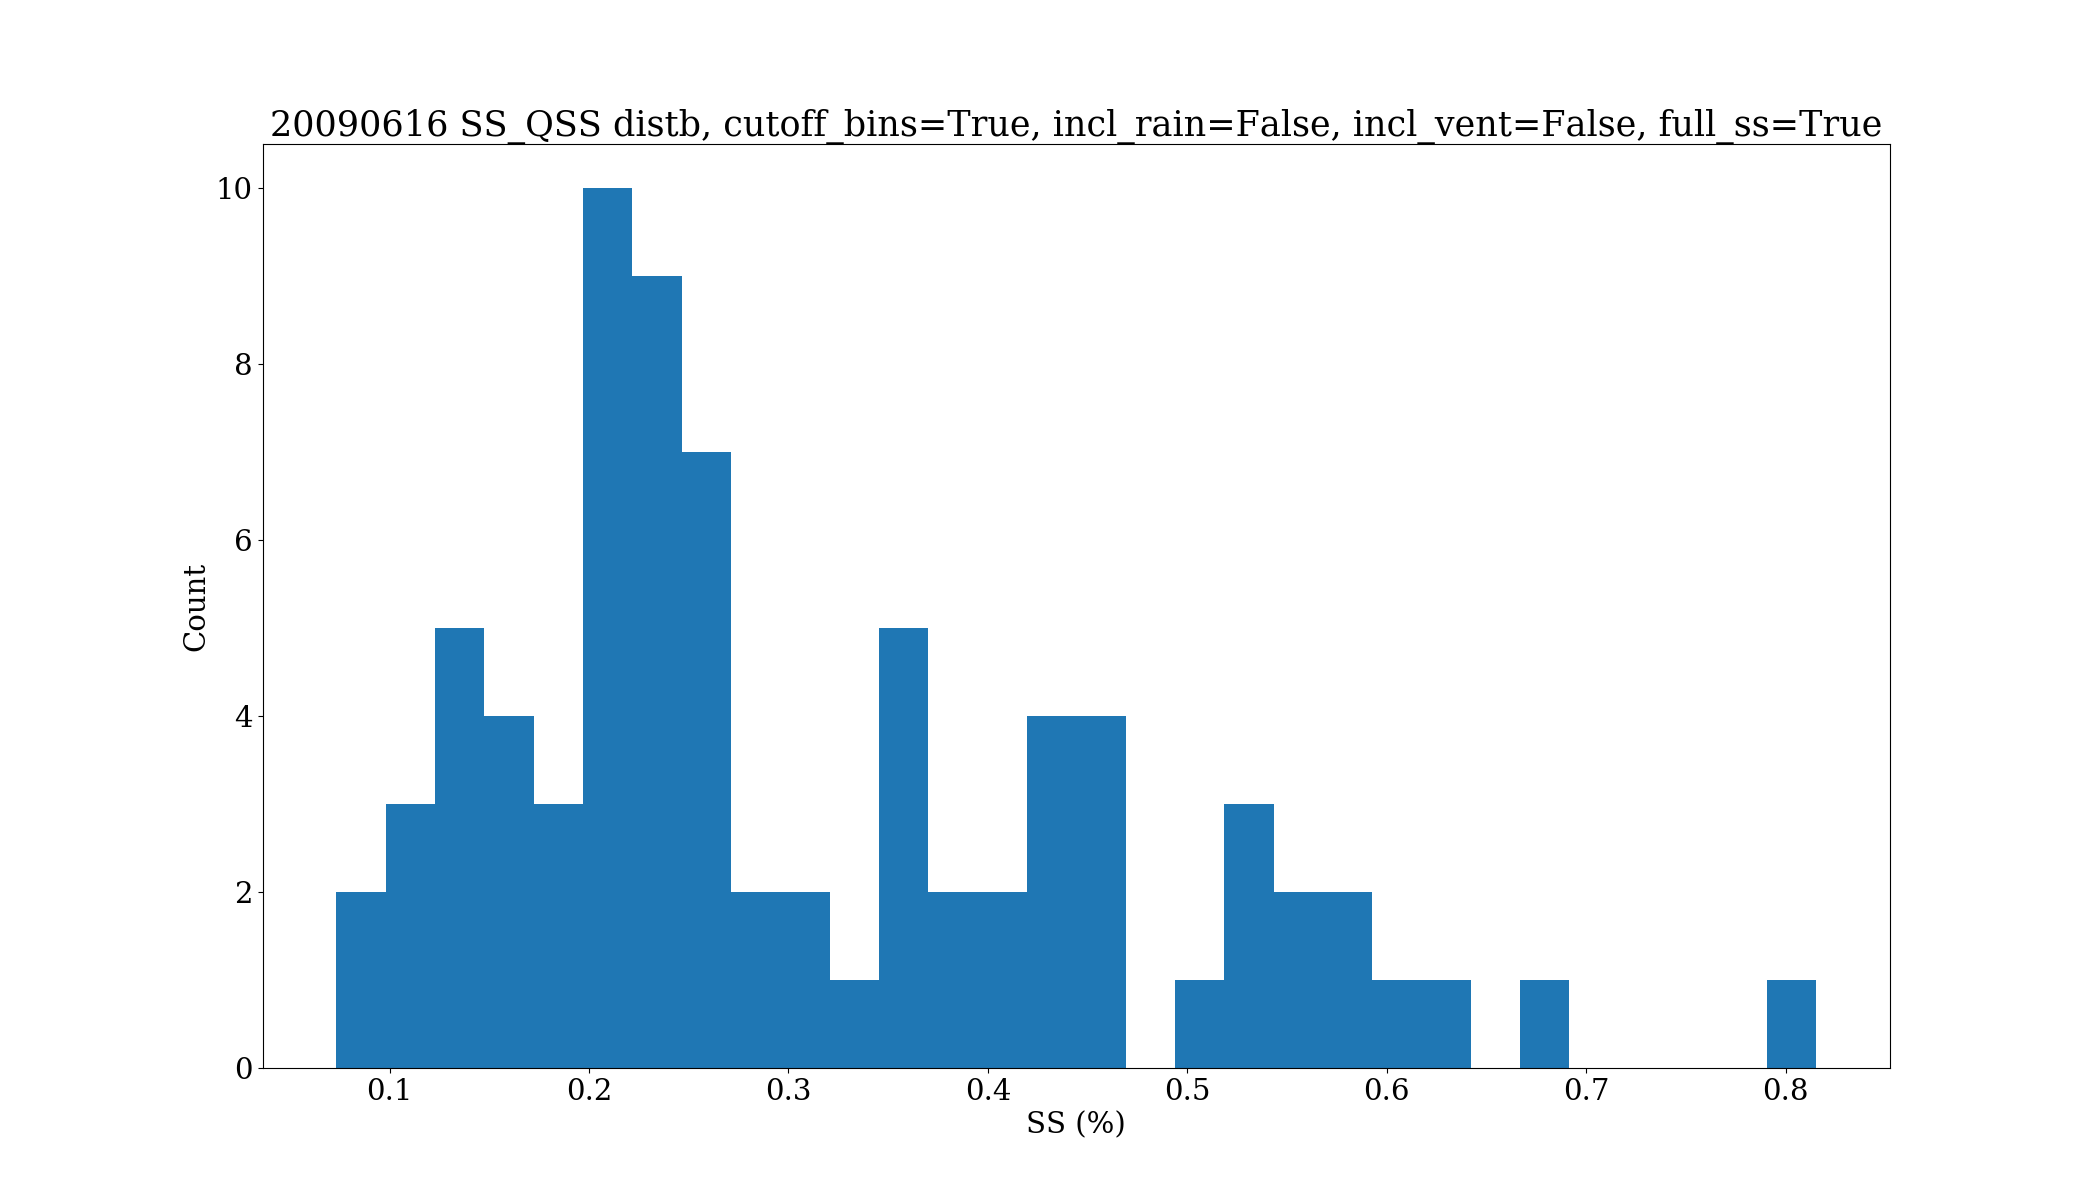 20090616 SS_QSS distb, cutoff_bins=True, incl_rain=False, incl_vent=False, full_ss=True
10
8
6
4
2
0
Count
0.1 0.2 0.3 0.4 0.5 0.6 0.7 0.8
SS (%)